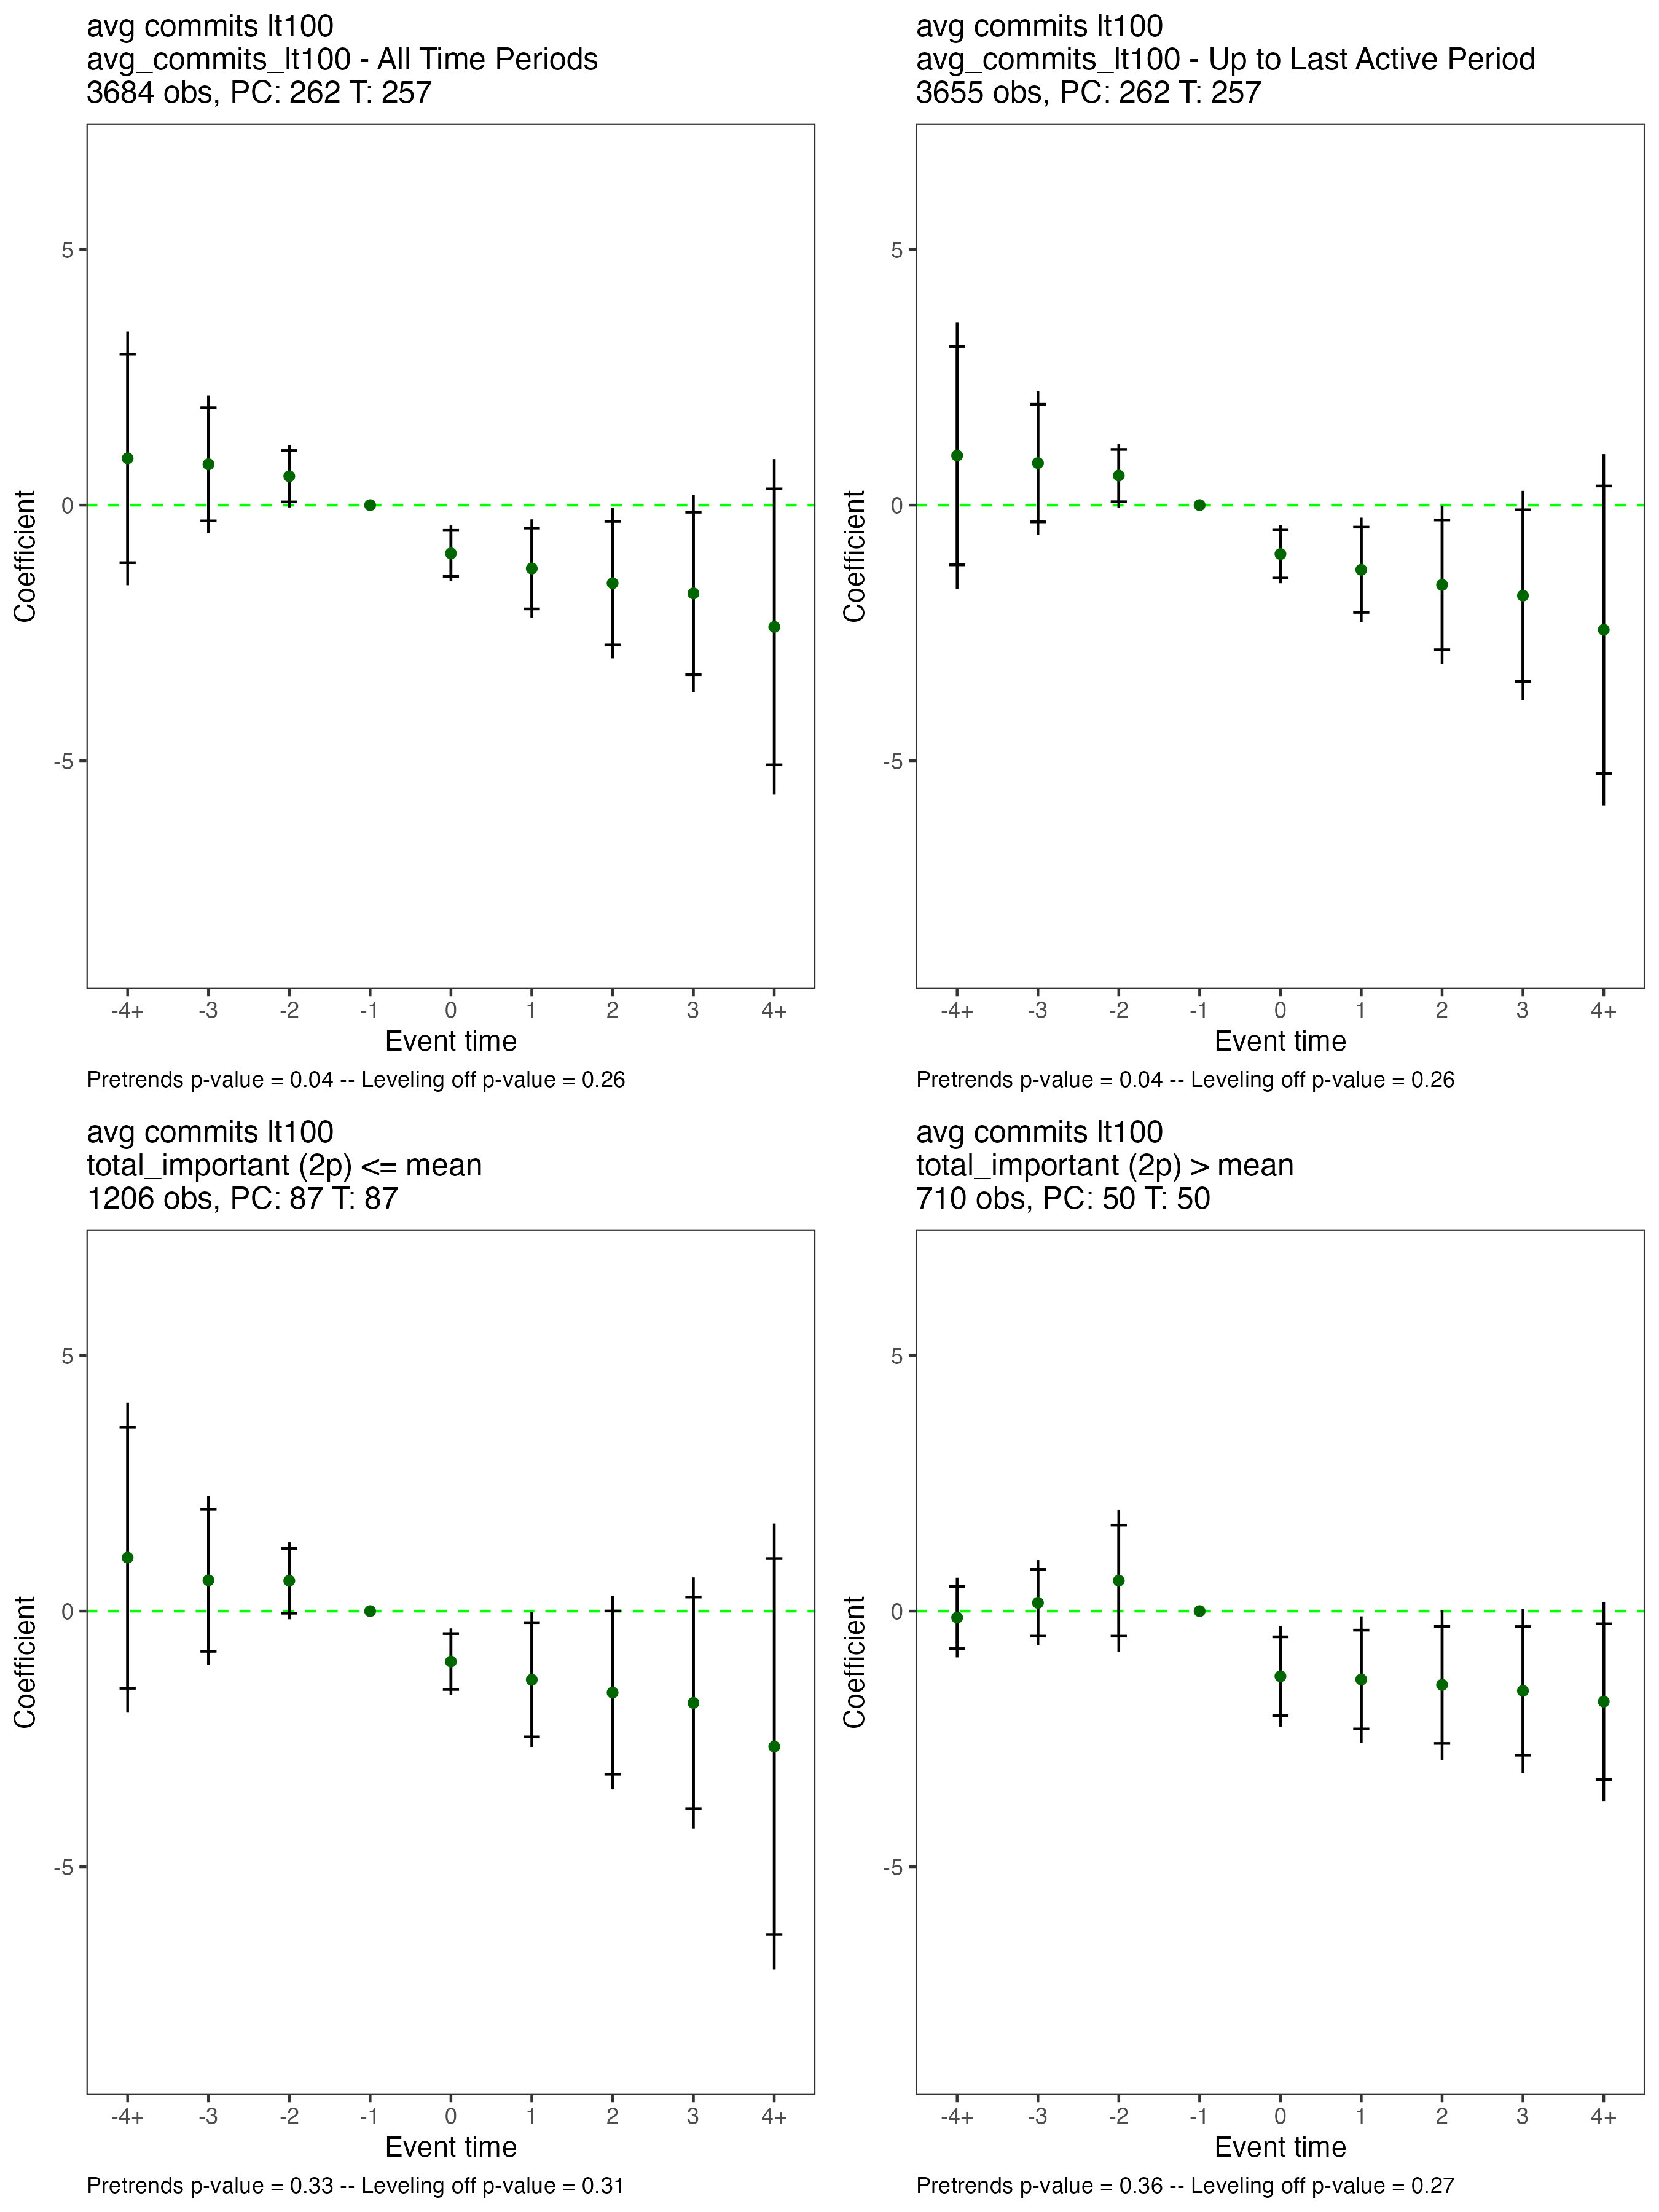 avg commits lt100
avg_commits_lt100 - All Time Periods
3684 obs, PC: 262 T: 257
5
0
-5
Coefficient
-4+ -3 -2 -1 0 1 2 3 4+
Event time
Pretrends p-value = 0.04 -- Leveling off p-value = 0.26
avg commits lt100
avg_commits_lt100 - Up to Last Active Period
3655 obs, PC: 262 T: 257
5
0
-5
Coefficient
-4+ -3 -2 -1 0 1 2 3 4+
Event time
Pretrends p-value = 0.04 -- Leveling off p-value = 0.26
avg commits lt100
total_important (2p) <= mean
1206 obs, PC: 87 T: 87
5
0
-5
Coefficient
-4+ -3 -2 -1 0 1 2 3 4+
Event time
Pretrends p-value = 0.33 -- Leveling off p-value = 0.31
avg commits lt100
total_important (2p) > mean
710 obs, PC: 50 T: 50
5
0
-5
Coefficient
-4+ -3 -2 -1 0 1 2 3 4+
Event time
Pretrends p-value = 0.36 -- Leveling off p-value = 0.27